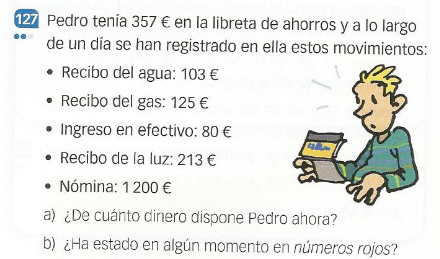 127 Pedro tenía 357 € en la libreta de ahorros y a lo largo
de un día se han registrado en ella estos movimientos:
• Recibo del agua: 103 €
• Recibo del gas: 125 €
• Ingreso en efectivo: 80 €
• Recibo de la luz: 213 €
• Nómina: 1 200 €
a) ¿De cuánto dinero dispone Pedro ahora?
b) ¿Ha estado en algún momento en números rojos?